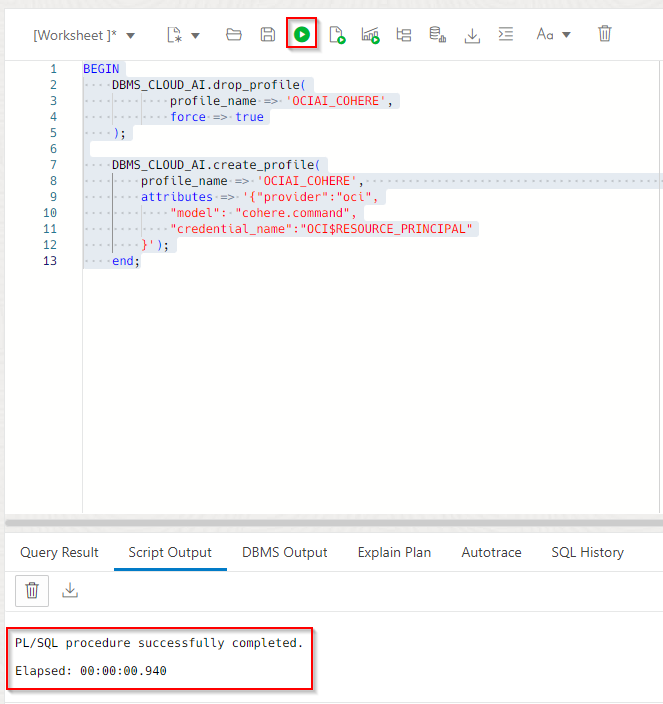 [Worksheet ]*
Aa
1 BEGIN
2 DBMS_CLOUD_AI.drop_profile(
3 profile_name => 'OCIAI_COHERE',
4 force => true
5 );
6
7 DBMS_CLOUD_AI.create_profile(
8 profile_name => 'OCIAI_COHERE',
9 attributes => '{"provider":"oci",
10 "model": "cohere.command",
11 "credential_name":"OCI$RESOURCE_PRINCIPAL"
12 }');
13 end;
Query Result Script Output DBMS Output Explain Plan Autotrace SQL History
PL/SQL procedure successfully completed.
Elapsed: 00:00:00.940